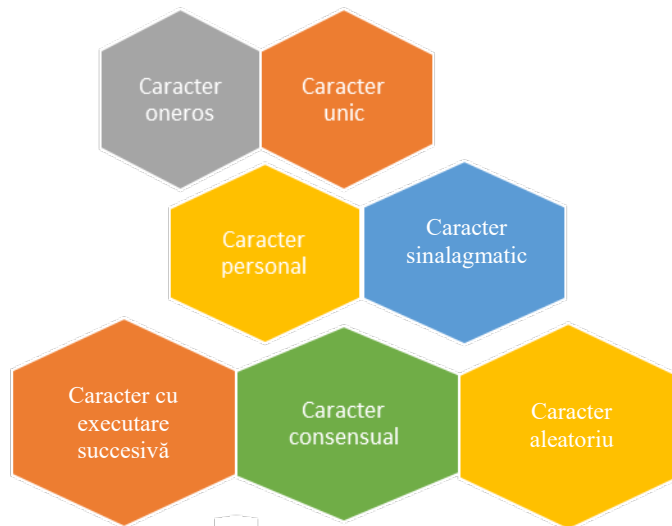 Caracter
oneros
Caracter
unic
Caracter
personal
Caracter
sinalagmatic
Caracter cu
executare
succesivă
Caracter
consensual
Caracter
aleatoriu